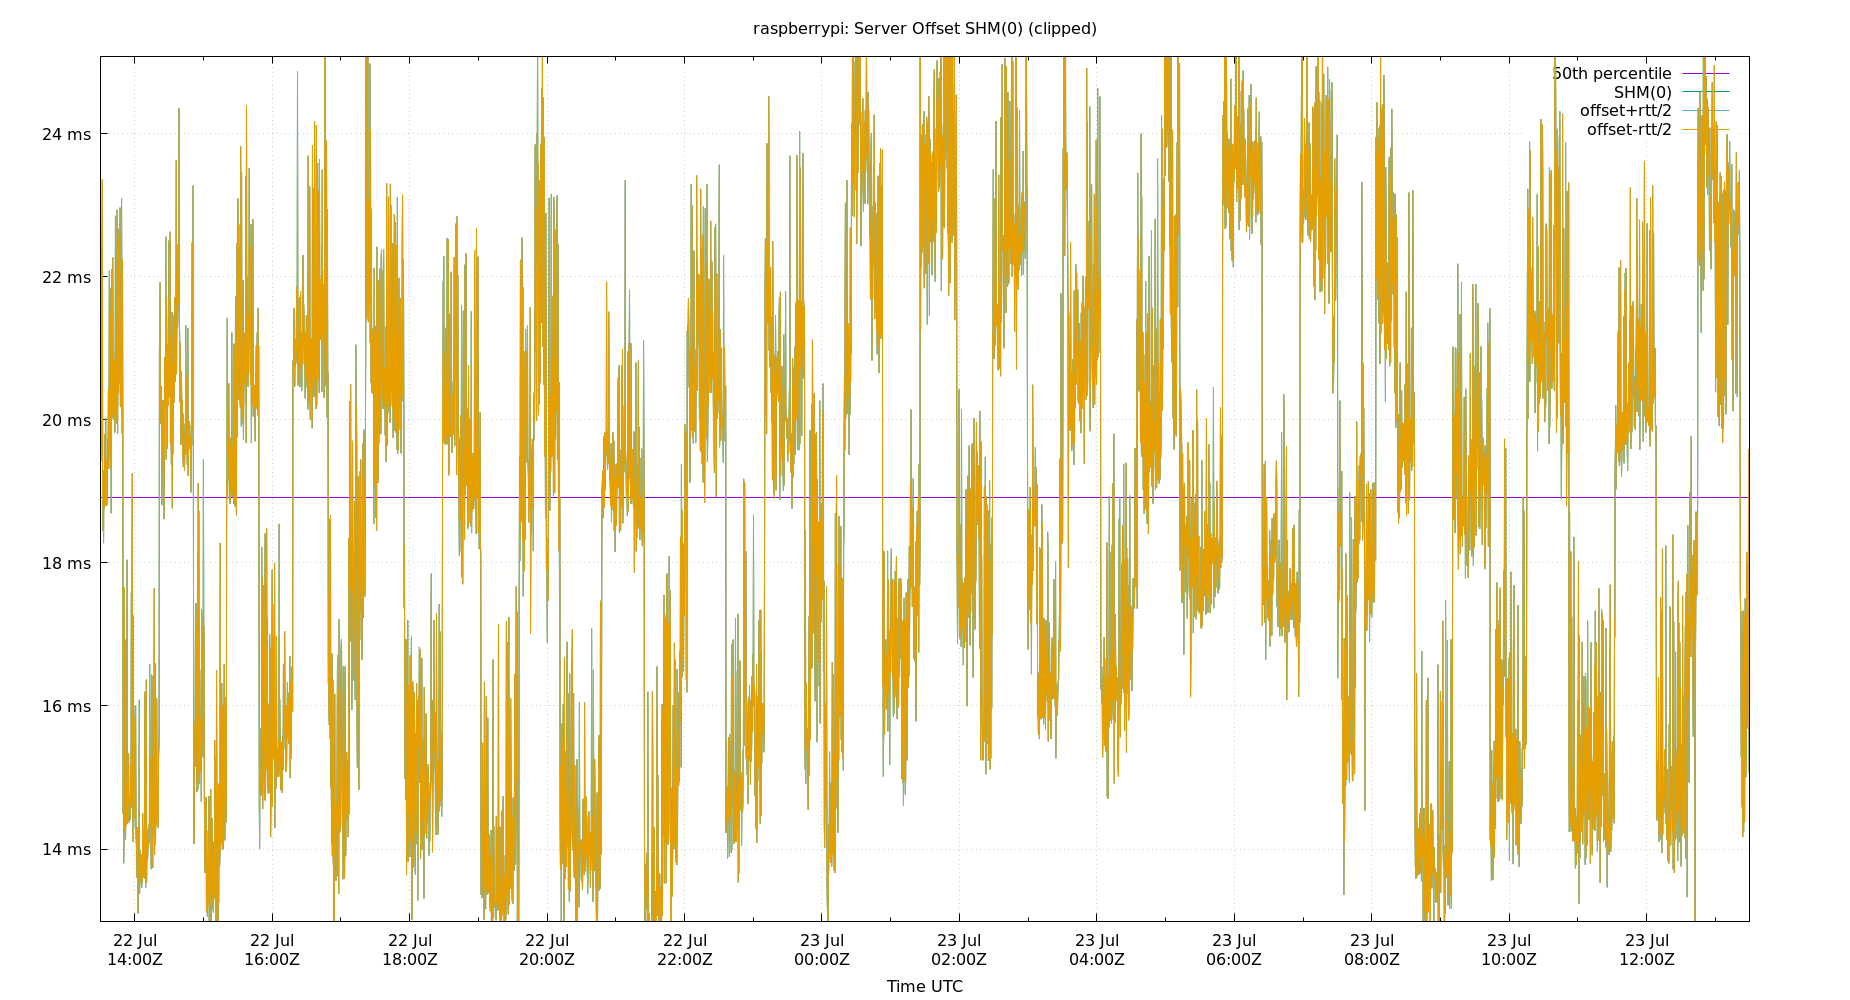 raspberrypi: Server Offset SHM(0) (clipped)
50th percentile
SHM(0)
offset+rtt/2
offset-rtt/2
24 ms
22 ms
20 ms
18 ms
16 ms
14 ms
22 Jul 22 Jul 22 Jul 22 Jul 22 Jul 23 Jul 23 Jul 23 Jul 23 Jul 23 Jul 23 Jul 23 Jul
14:00Z 16:00Z 18:00Z 20:00Z 22:00Z 00:00Z 02:00Z 04:00Z 06:00Z 08:00Z 10:00Z 12:00Z
Time UTC